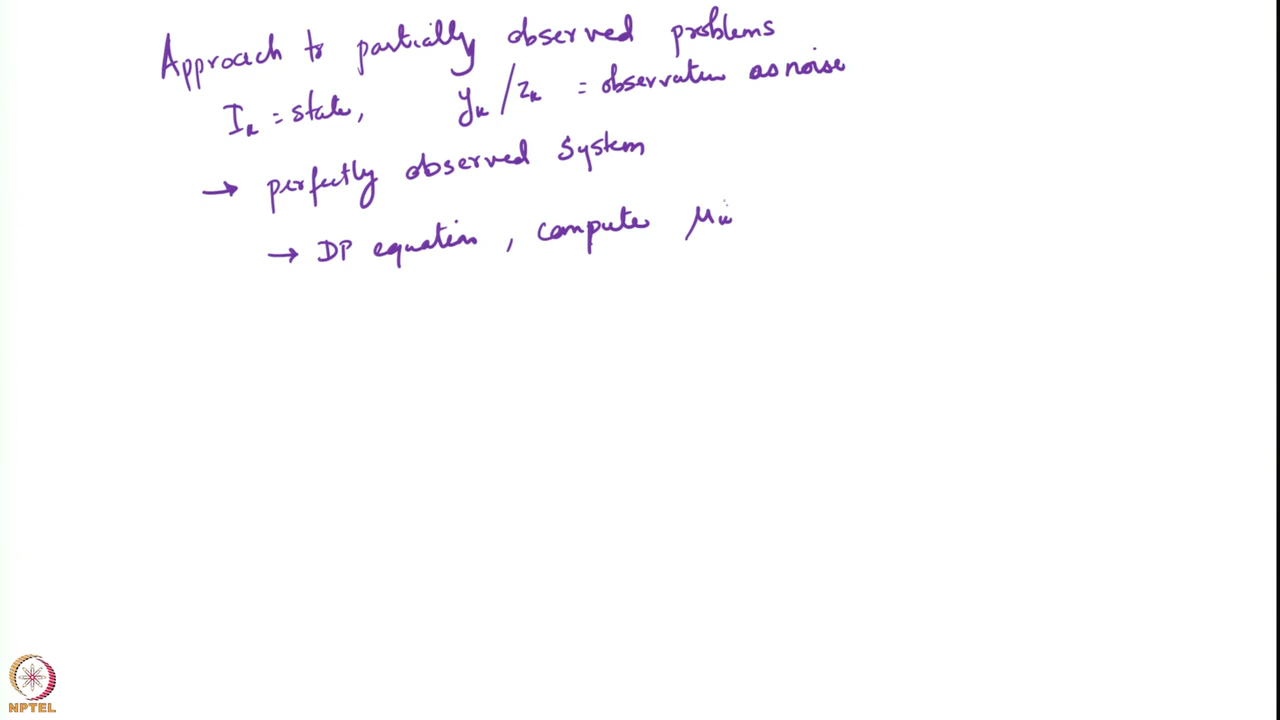 Approach to partially observed problems
I_k = state, y_k / z_k = observation as noise
→ perfectly observed system
→ DP equation, compute μ_k
NPTEL